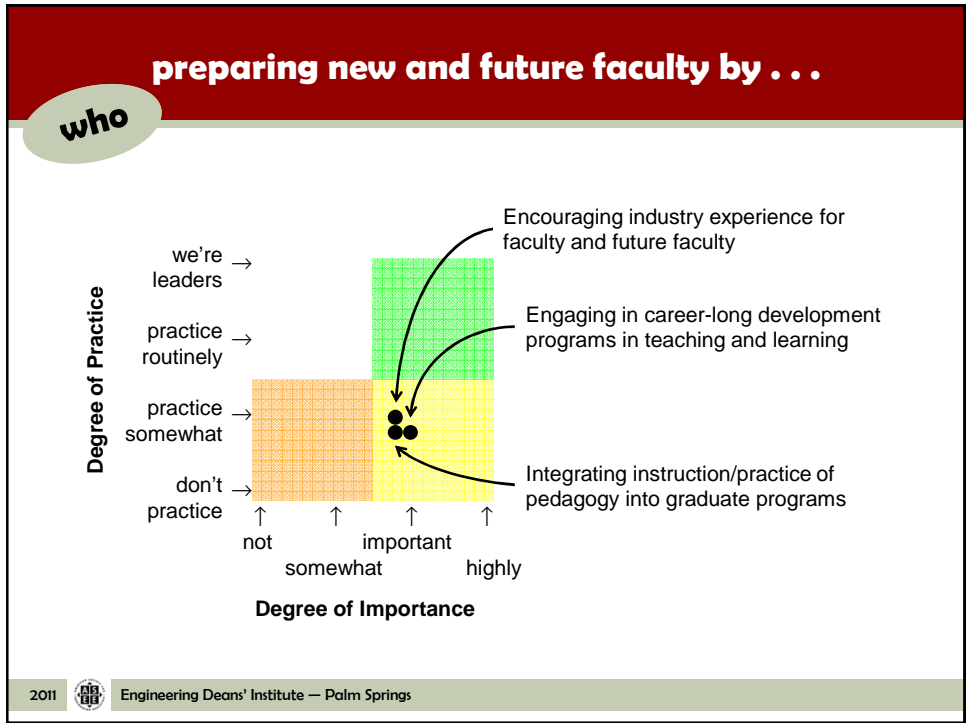 preparing new and future faculty by . . .
who
Encouraging industry experience for
faculty and future faculty
Engaging in career-long development
programs in teaching and learning
Integrating instruction/practice of
pedagogy into graduate programs
Degree of Practice
we're
leaders
practice
routinely
practice
somewhat
don't
practice
not
important
somewhat
highly
Degree of Importance
2011
ASEE
Engineering Deans' Institute — Palm Springs